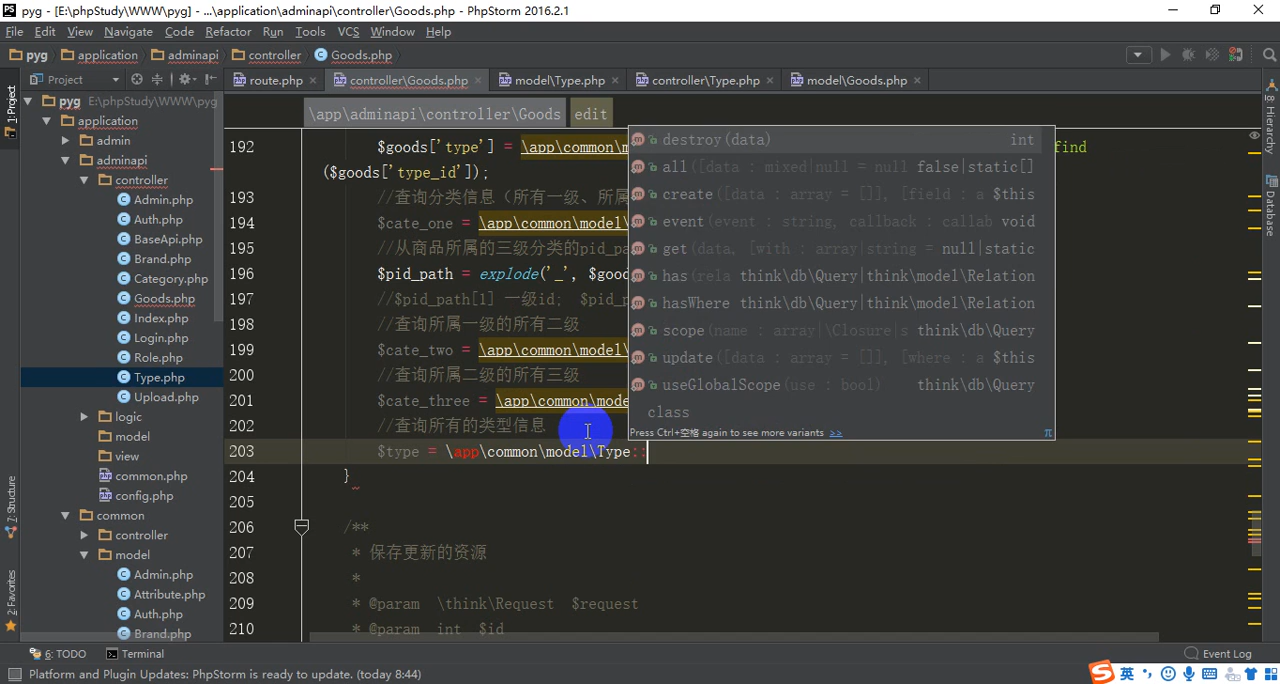 pyg - [E:\phpStudy\WWW\pyg] - ...\application\adminapi\controller\Goods.php - PhpStorm 2016.2.1
File Edit View Navigate Code Refactor Run Tools VCS Window Help
pyg application adminapi controller Goods.php
Project
route.php controller\Goods.php model\Type.php controller\Type.php model\Goods.php
1: Project
7: Structure
2: Favorites
Hierarchy
Database
pyg E:\phpStudy\WWW\pyg
application
admin
adminapi
controller
Admin.php
Auth.php
BaseApi.php
Brand.php
Category.php
Goods.php
Index.php
Login.php
Role.php
Type.php
Upload.php
logic
model
view
common.php
config.php
common
controller
model
Admin.php
Attribute.php
Auth.php
Brand.php
\app\adminapi\controller\Goods edit
192 $goods['type'] = \app\common\m find
($goods['type_id']);
193 //查询分类信息（所有一级、所属
194 $cate_one = \app\common\model\
195 //从商品所属的三级分类的pid_pa
196 $pid_path = explode('_', $good
197 //$pid_path[1] 一级id; $pid_p
198 //查询所属一级的所有二级
199 $cate_two = \app\common\model\
200 //查询所属二级的所有三级
201 $cate_three = \app\common\mode
202 //查询所有的类型信息
203 $type = \app\common\model\Type::
204 }
205
206 /**
207 * 保存更新的资源
208 *
209 * @param \think\Request $request
210 * @param int $id
destroy(data) int
all([data : mixed|null = null false|static[]
create([data : array = []], [field : a $this
event(event : string, callback : callab void
get(data, [with : array|string = null|static
has(rela think\db\Query|think\model\Relation
hasWhere think\db\Query|think\model\Relation
scope(name : array|\Closure|s think\db\Query
update([data : array = []], [where : a $this
useGlobalScope(use : bool) think\db\Query
class
Press Ctrl+空格 again to see more variants >>
π
6: TODO Terminal Event Log
Platform and Plugin Updates: PhpStorm is ready to update. (today 8:44)
英